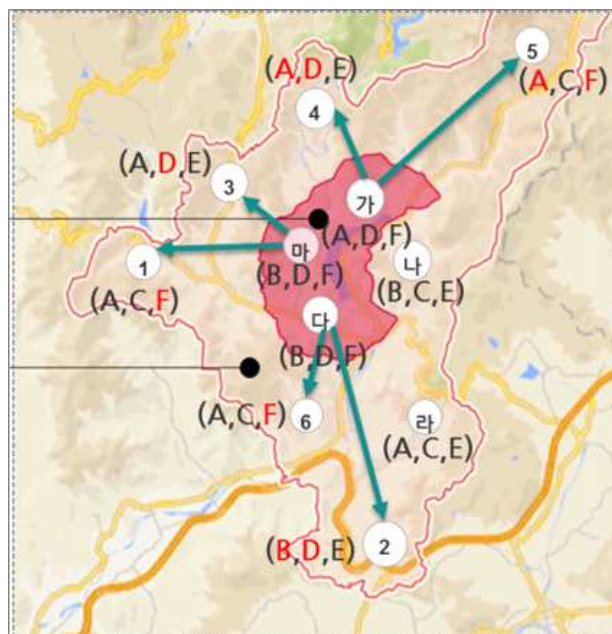 5
(A,D,E)
(A,C,F)
4
(A,D,E)
3
가
(A,D,F)
마
나
1
(B,D,F)
(B,C,E)
(A,C,F)
다
(B,D,F)
(A,C,F)
6
라
(A,C,E)
(B,D,E)
2